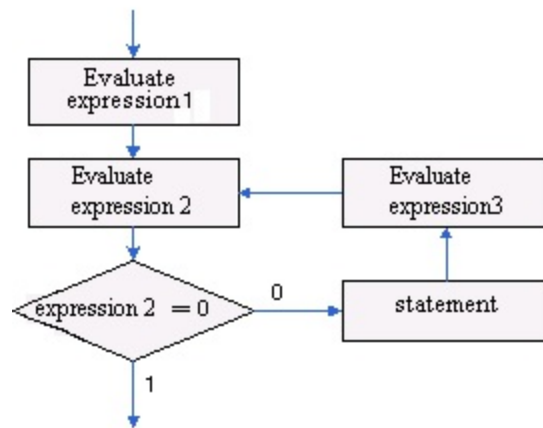 Evaluate
expression1
Evaluate
expression 2
Evaluate
expression3
expression 2 = 0
0
statement
1